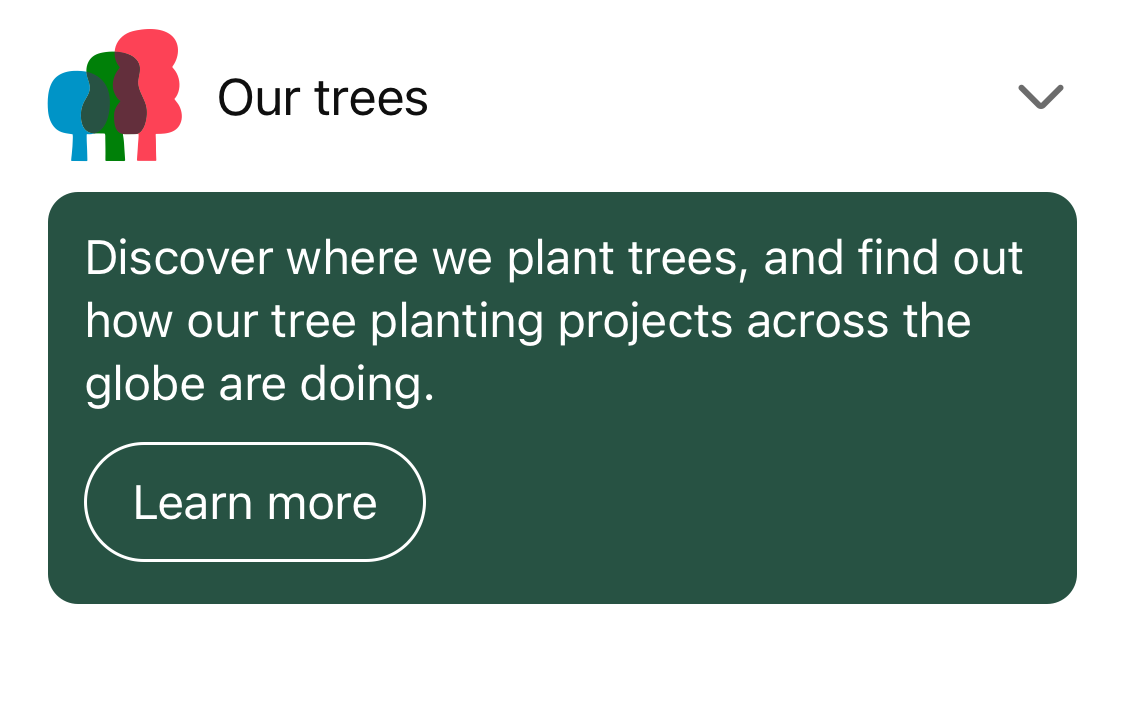 Our trees
Discover where we plant trees, and find out
how our tree planting projects across the
globe are doing.
Learn more